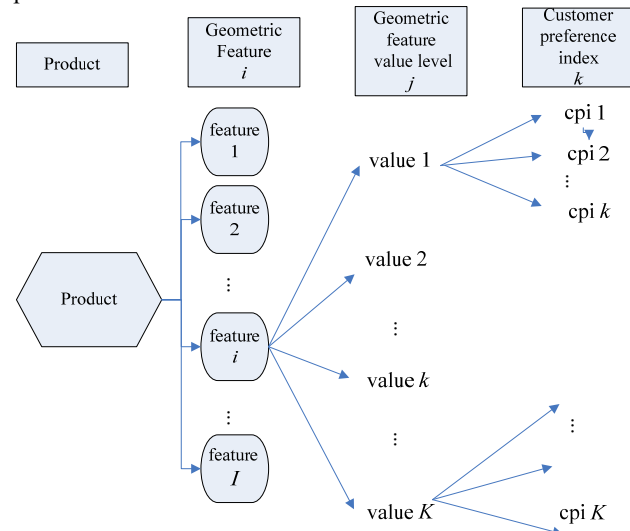 Product
Geometric
Feature
i
Geometric
feature
value level
j
Customer
preference
index
k
feature
1
feature
2
⋮
feature
i
⋮
feature
I
Product
value 1
value 2
⋮
value k
⋮
value K
cpi 1
cpi 2
⋮
cpi k
⋮
cpi K